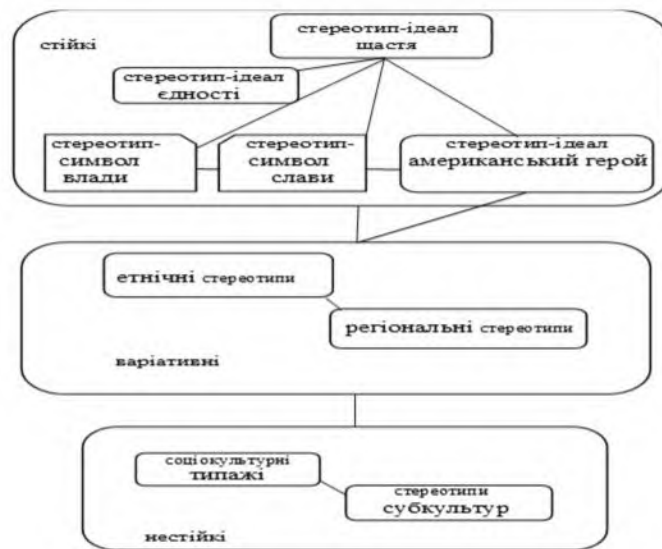 стереотип-ідеал
щастя
стійкі
стереотип-ідеал
єдності
стереотип-
символ
влади
стереотип-
символ
слави
стереотип-ідеал
американський герой
етнічні стереотипи
регіональні стереотипи
варіативні
соціокультурні
типажі
стереотипи
субкультур
нестійкі